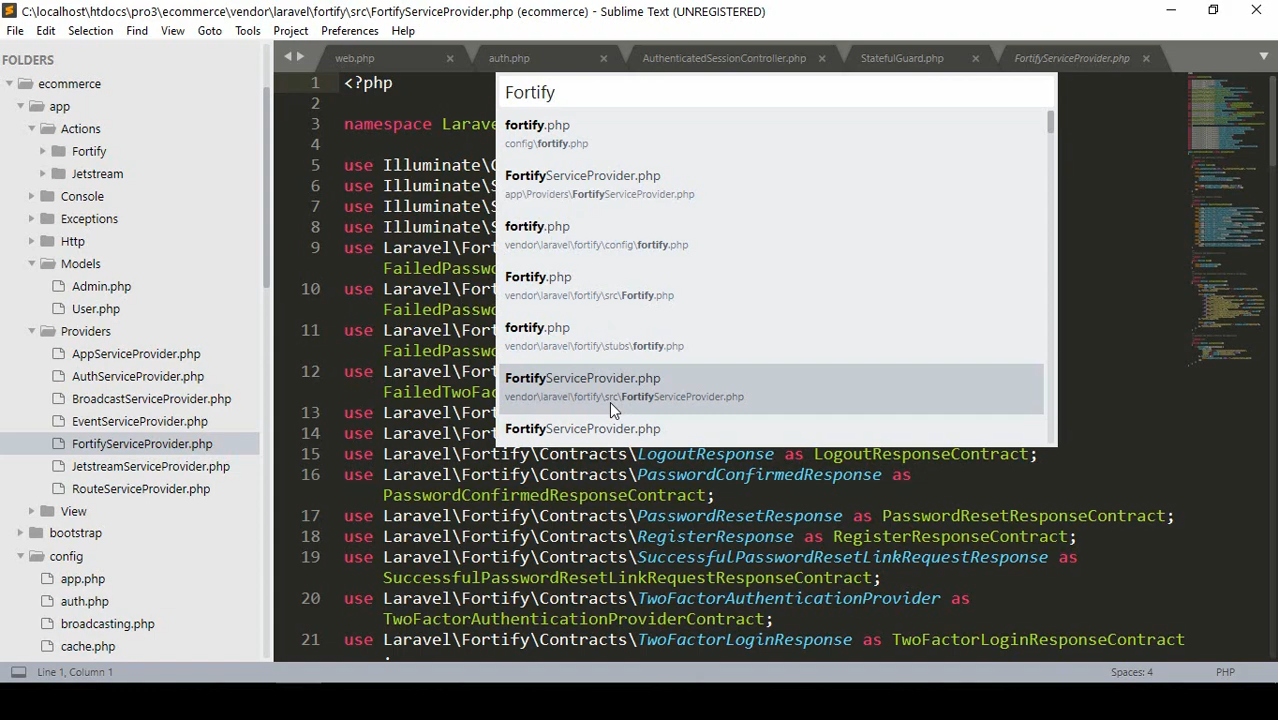 C:\localhost\htdocs\pro3\ecommerce\vendor\laravel\fortify\src\FortifyServiceProvider.php (ecommerce) - Sublime Text (UNREGISTERED)
File Edit Selection Find View Goto Tools Project Preferences Help
FOLDERS
ecommerce
app
Actions
Fortify
Jetstream
Console
Exceptions
Http
Models
Admin.php
User.php
Providers
AppServiceProvider.php
AuthServiceProvider.php
BroadcastServiceProvider.php
EventServiceProvider.php
FortifyServiceProvider.php
JetstreamServiceProvider.php
RouteServiceProvider.php
View
bootstrap
config
app.php
auth.php
broadcasting.php
cache.php
web.php auth.php AuthenticatedSessionController.php StatefulGuard.php FortifyServiceProvider.php
Fortify
fortify.php
config\fortify.php
FortifyServiceProvider.php
app\Providers\FortifyServiceProvider.php
fortify.php
vendor\laravel\fortify\config\fortify.php
Fortify.php
vendor\laravel\fortify\src\Fortify.php
fortify.php
vendor\laravel\fortify\stubs\fortify.php
FortifyServiceProvider.php
vendor\laravel\fortify\src\FortifyServiceProvider.php
FortifyServiceProvider.php
1 <?php
2
3 namespace Larave
4
5 use Illuminate\
6 use Illuminate\S
7 use Illuminate\S
8 use Illuminate\S
9 use Laravel\Fort
FailedPasswo
10 use Laravel\Fort
FailedPasswo
11 use Laravel\Fort
FailedPassw
12 use Laravel\Fort
FailedTwoFac
13 use Laravel\Fort
14 use Laravel\Fort
15 use Laravel\Fortify\Contracts\LogoutResponse as LogoutResponseContract;
16 use Laravel\Fortify\Contracts\PasswordConfirmedResponse as
PasswordConfirmedResponseContract;
17 use Laravel\Fortify\Contracts\PasswordResetResponse as PasswordResetResponseContract;
18 use Laravel\Fortify\Contracts\RegisterResponse as RegisterResponseContract;
19 use Laravel\Fortify\Contracts\SuccessfulPasswordResetLinkRequestResponse as
SuccessfulPasswordResetLinkRequestResponseContract;
20 use Laravel\Fortify\Contracts\TwoFactorAuthenticationProvider as
TwoFactorAuthenticationProviderContract;
21 use Laravel\Fortify\Contracts\TwoFactorLoginResponse as TwoFactorLoginResponseContract
;
Line 1, Column 1
Spaces: 4 PHP